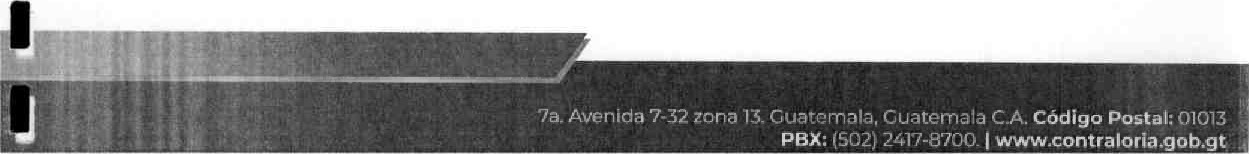 7a. Avenida 7-32 zona 13. Guatemala, Guatemala C.A. Código Postal: 01013
PBX: (502) 2417-8700. | www.contraloria.gob.gt